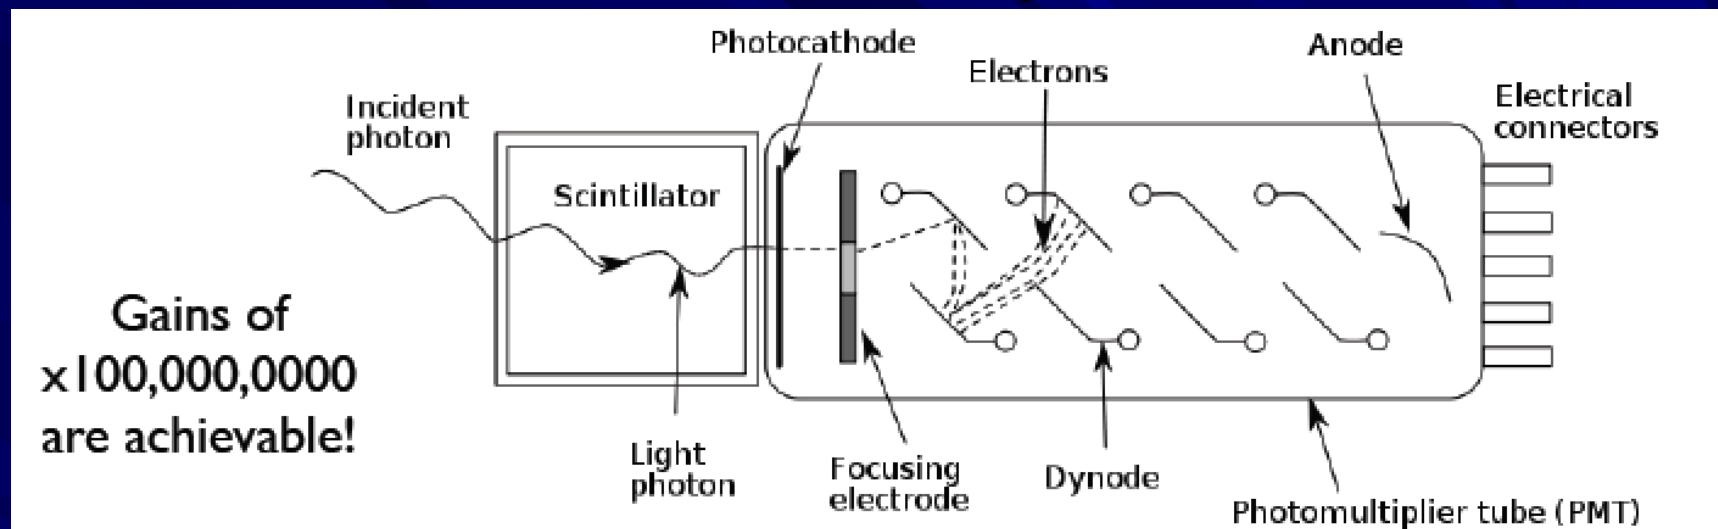 Photocathode
Electrons
Anode
Incident
photon
Electrical
connectors
Scintillator
Gains of
x100,000,0000
are achievable!
Light
photon
Focusing
electrode
Dynode
Photomultiplier tube (PMT)